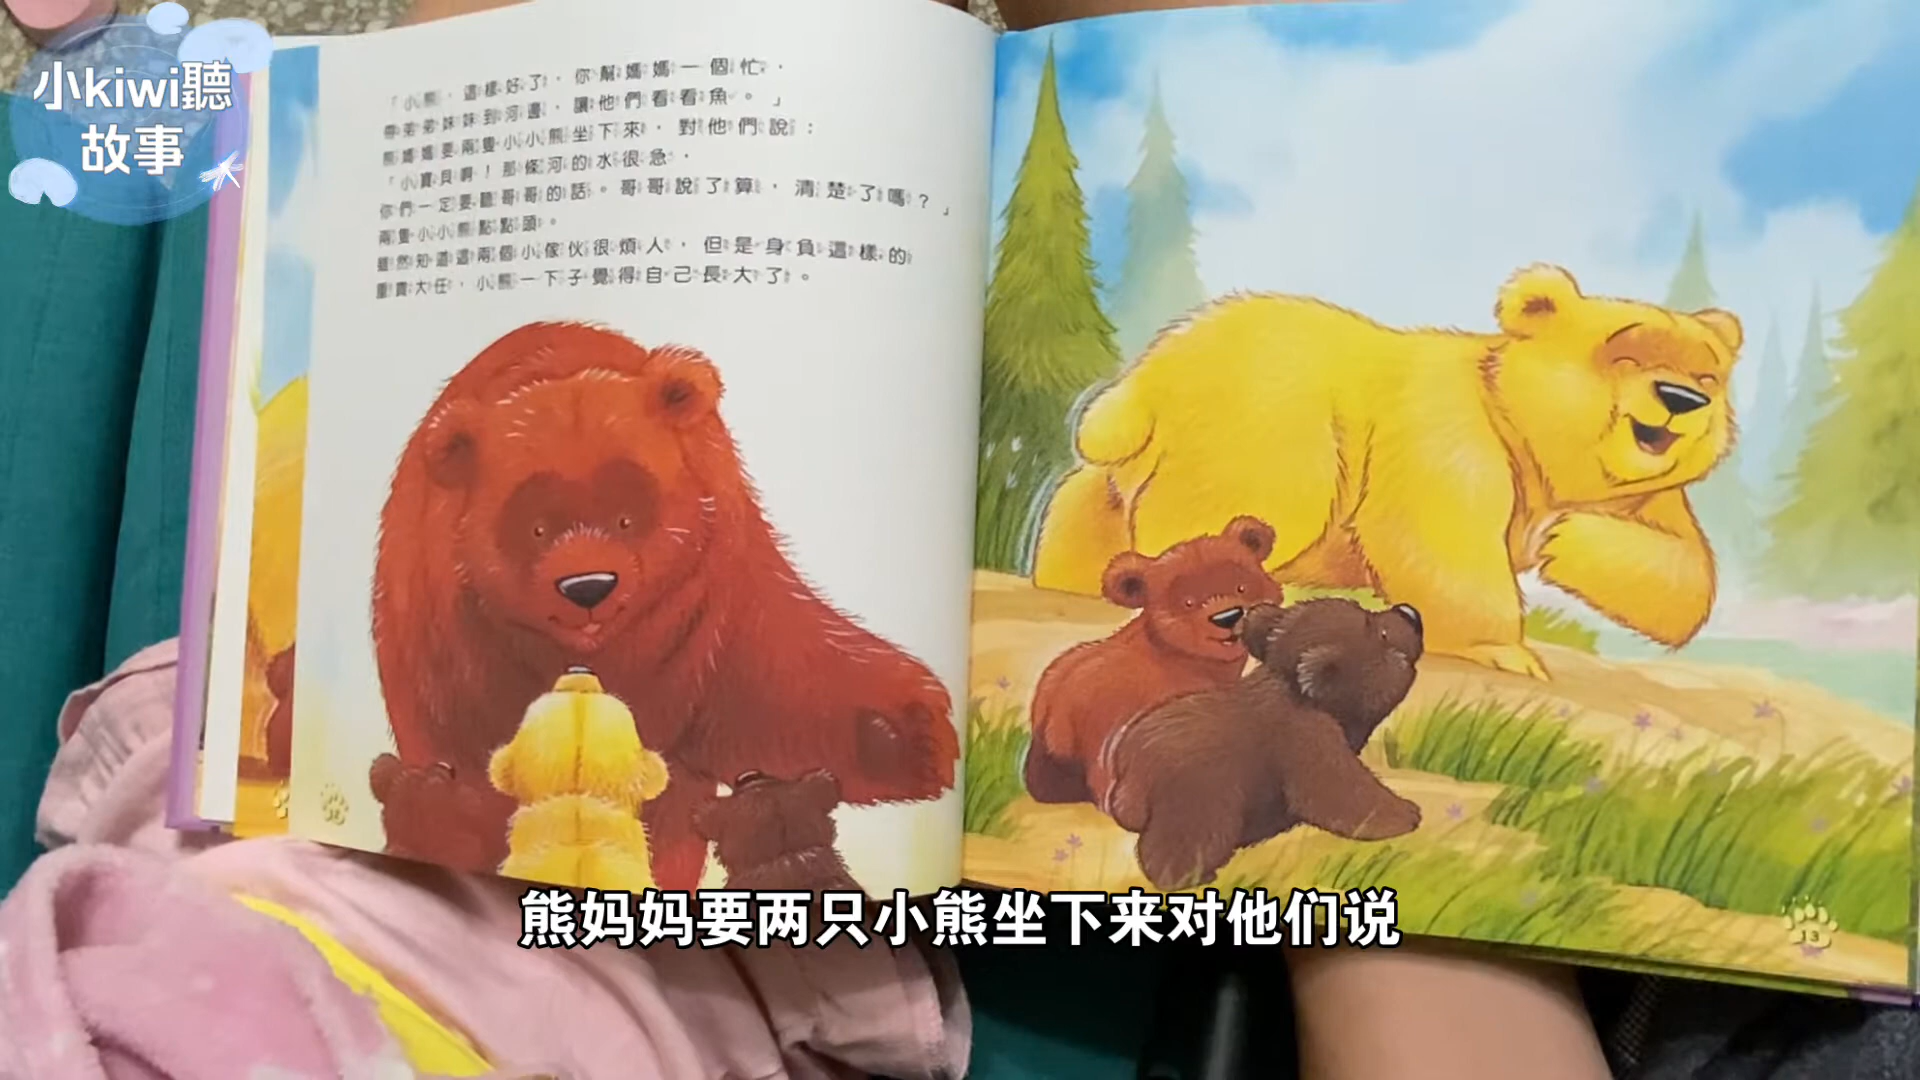 小kiwi聽
故事
「小熊，這樣好了，你幫媽媽一個忙，
帶弟弟妹妹到河邊，讓他們看看魚。」
熊媽媽要兩隻小小熊坐下來，對他們說：
「小寶貝啊！那條河的水很急，
你們一定要聽哥哥的話。哥哥說了算，清楚了嗎？」
兩隻小小熊點點頭。
雖然知道這兩個小傢伙很煩人，但是身負這樣的
重責大任，小熊一下子覺得自己長大了。
13
熊妈妈要两只小熊坐下来对他们说